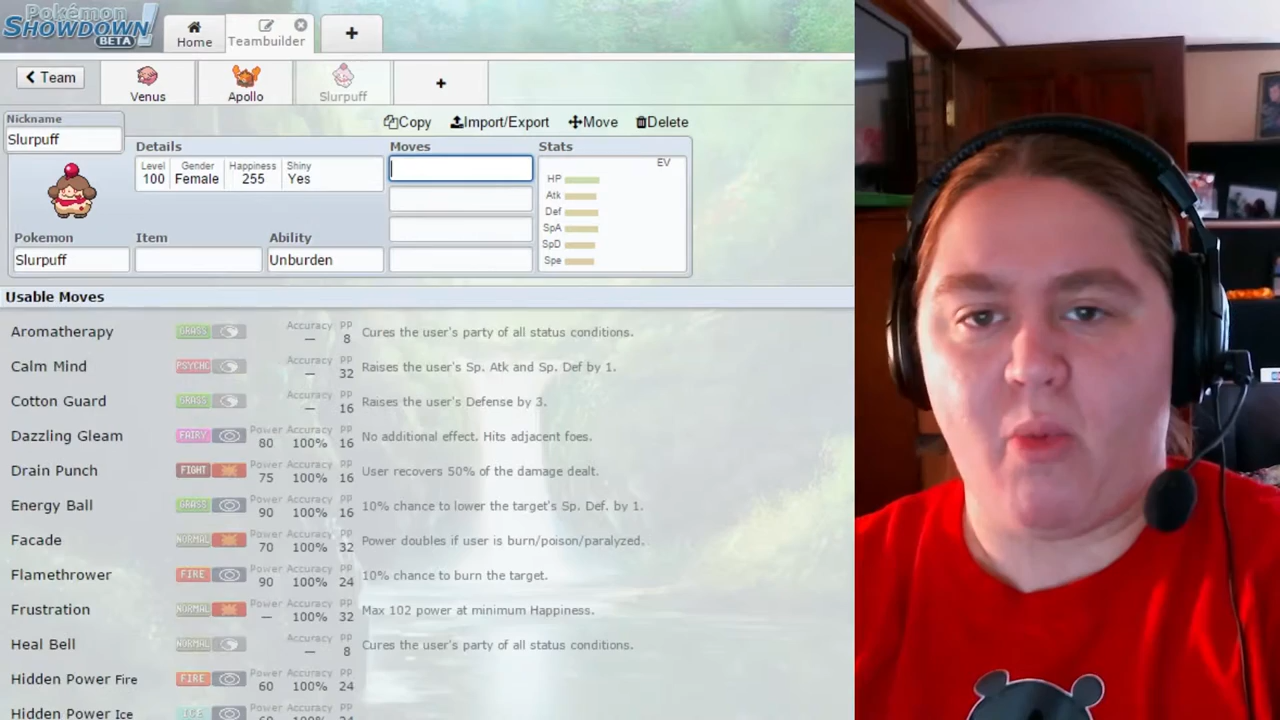 Pokémon
SHOWDOWN!
BETA
Home
Teambuilder
+
< Team
Venus
Apollo
Slurpuff
+
Nickname
Slurpuff
Copy Import/Export Move Delete
Details
Moves
Stats
Level Gender Happiness Shiny
100 Female 255 Yes
EV
HP
Atk
Def
SpA
SpD
Spe
Pokemon Item Ability
Slurpuff Unburden
Usable Moves
Aromatherapy GRASS Accuracy — PP 8 Cures the user's party of all status conditions.
Calm Mind PSYCHC Accuracy — PP 32 Raises the user's Sp. Atk and Sp. Def by 1.
Cotton Guard GRASS Accuracy — PP 16 Raises the user's Defense by 3.
Dazzling Gleam FAIRY Power 80 Accuracy 100% PP 16 No additional effect. Hits adjacent foes.
Drain Punch FIGHT Power 75 Accuracy 100% PP 16 User recovers 50% of the damage dealt.
Energy Ball GRASS Power 90 Accuracy 100% PP 16 10% chance to lower the target's Sp. Def. by 1.
Facade NORMAL Power 70 Accuracy 100% PP 32 Power doubles if user is burn/poison/paralyzed.
Flamethrower FIRE Power 90 Accuracy 100% PP 24 10% chance to burn the target.
Frustration NORMAL Power — Accuracy 100% PP 32 Max 102 power at minimum Happiness.
Heal Bell NORMAL Accuracy — PP 8 Cures the user's party of all status conditions.
Hidden Power Fire FIRE Power 60 Accuracy 100% PP 24
Hidden Power Ice ICE Power Accuracy PP